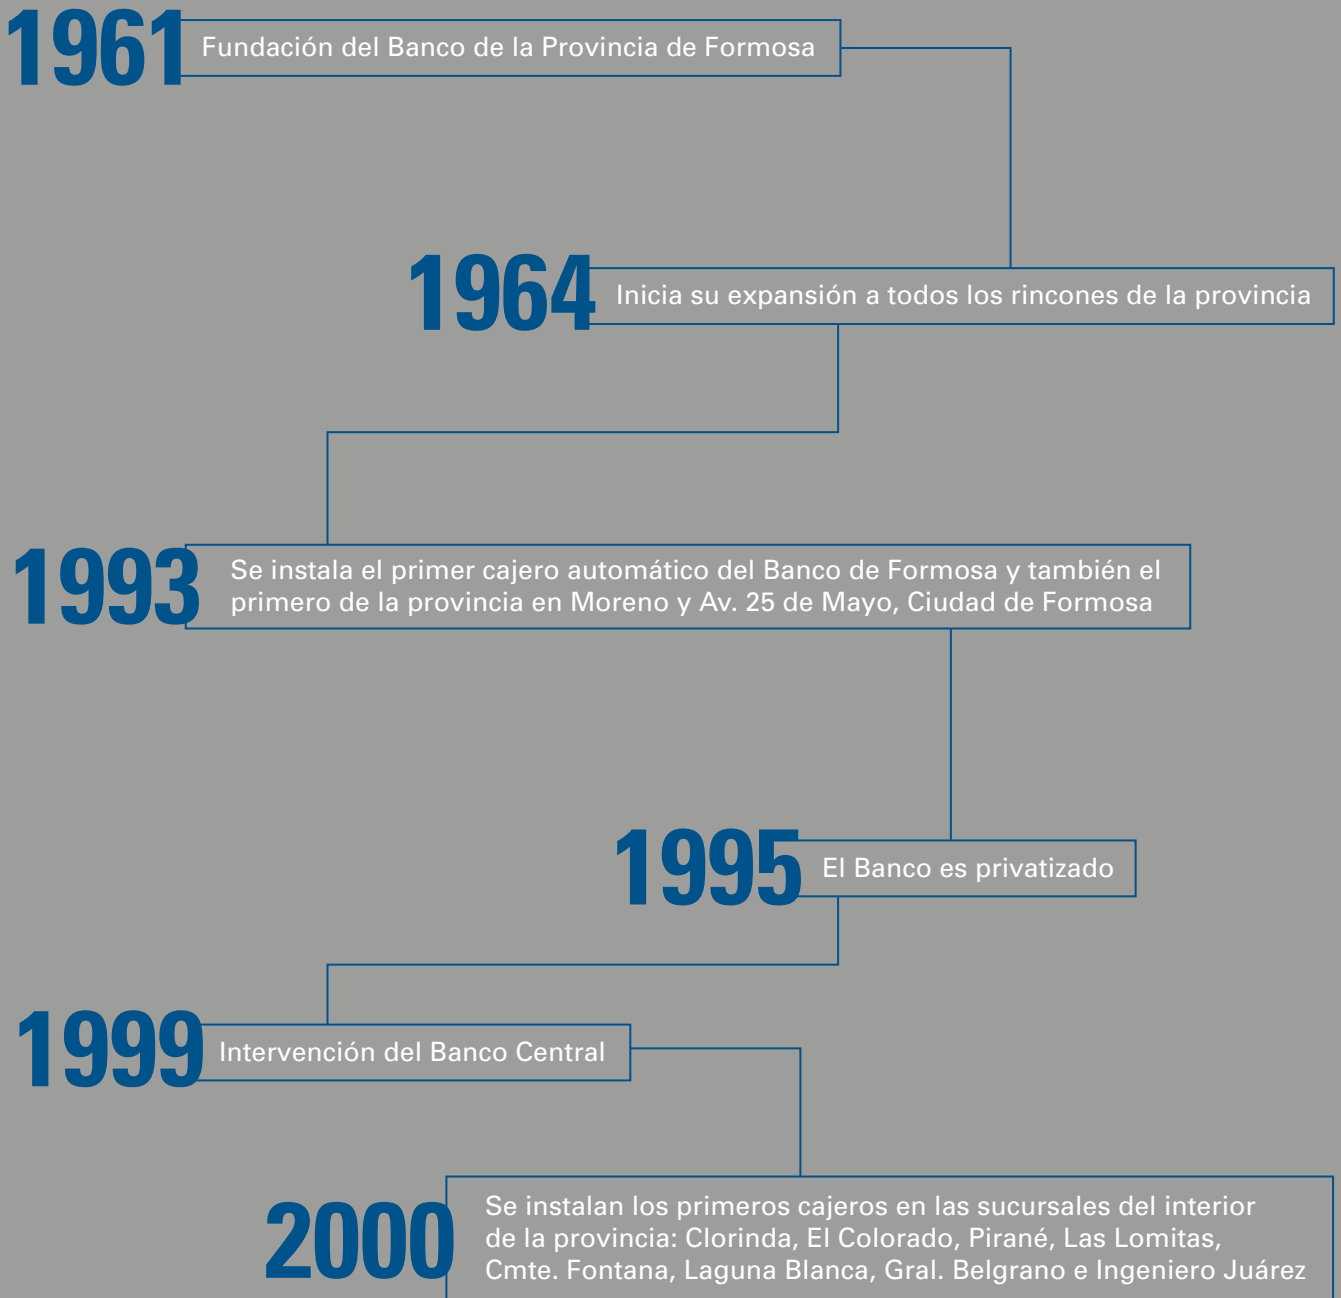 1961
Fundación del Banco de la Provincia de Formosa
1964
Inicia su expansión a todos los rincones de la provincia
1993
Se instala el primer cajero automático del Banco de Formosa y también el
primero de la provincia en Moreno y Av. 25 de Mayo, Ciudad de Formosa
1995
El Banco es privatizado
1999
Intervención del Banco Central
2000
Se instalan los primeros cajeros en las sucursales del interior
de la provincia: Clorinda, El Colorado, Pirané, Las Lomitas,
Cmte. Fontana, Laguna Blanca, Gral. Belgrano e Ingeniero Juárez